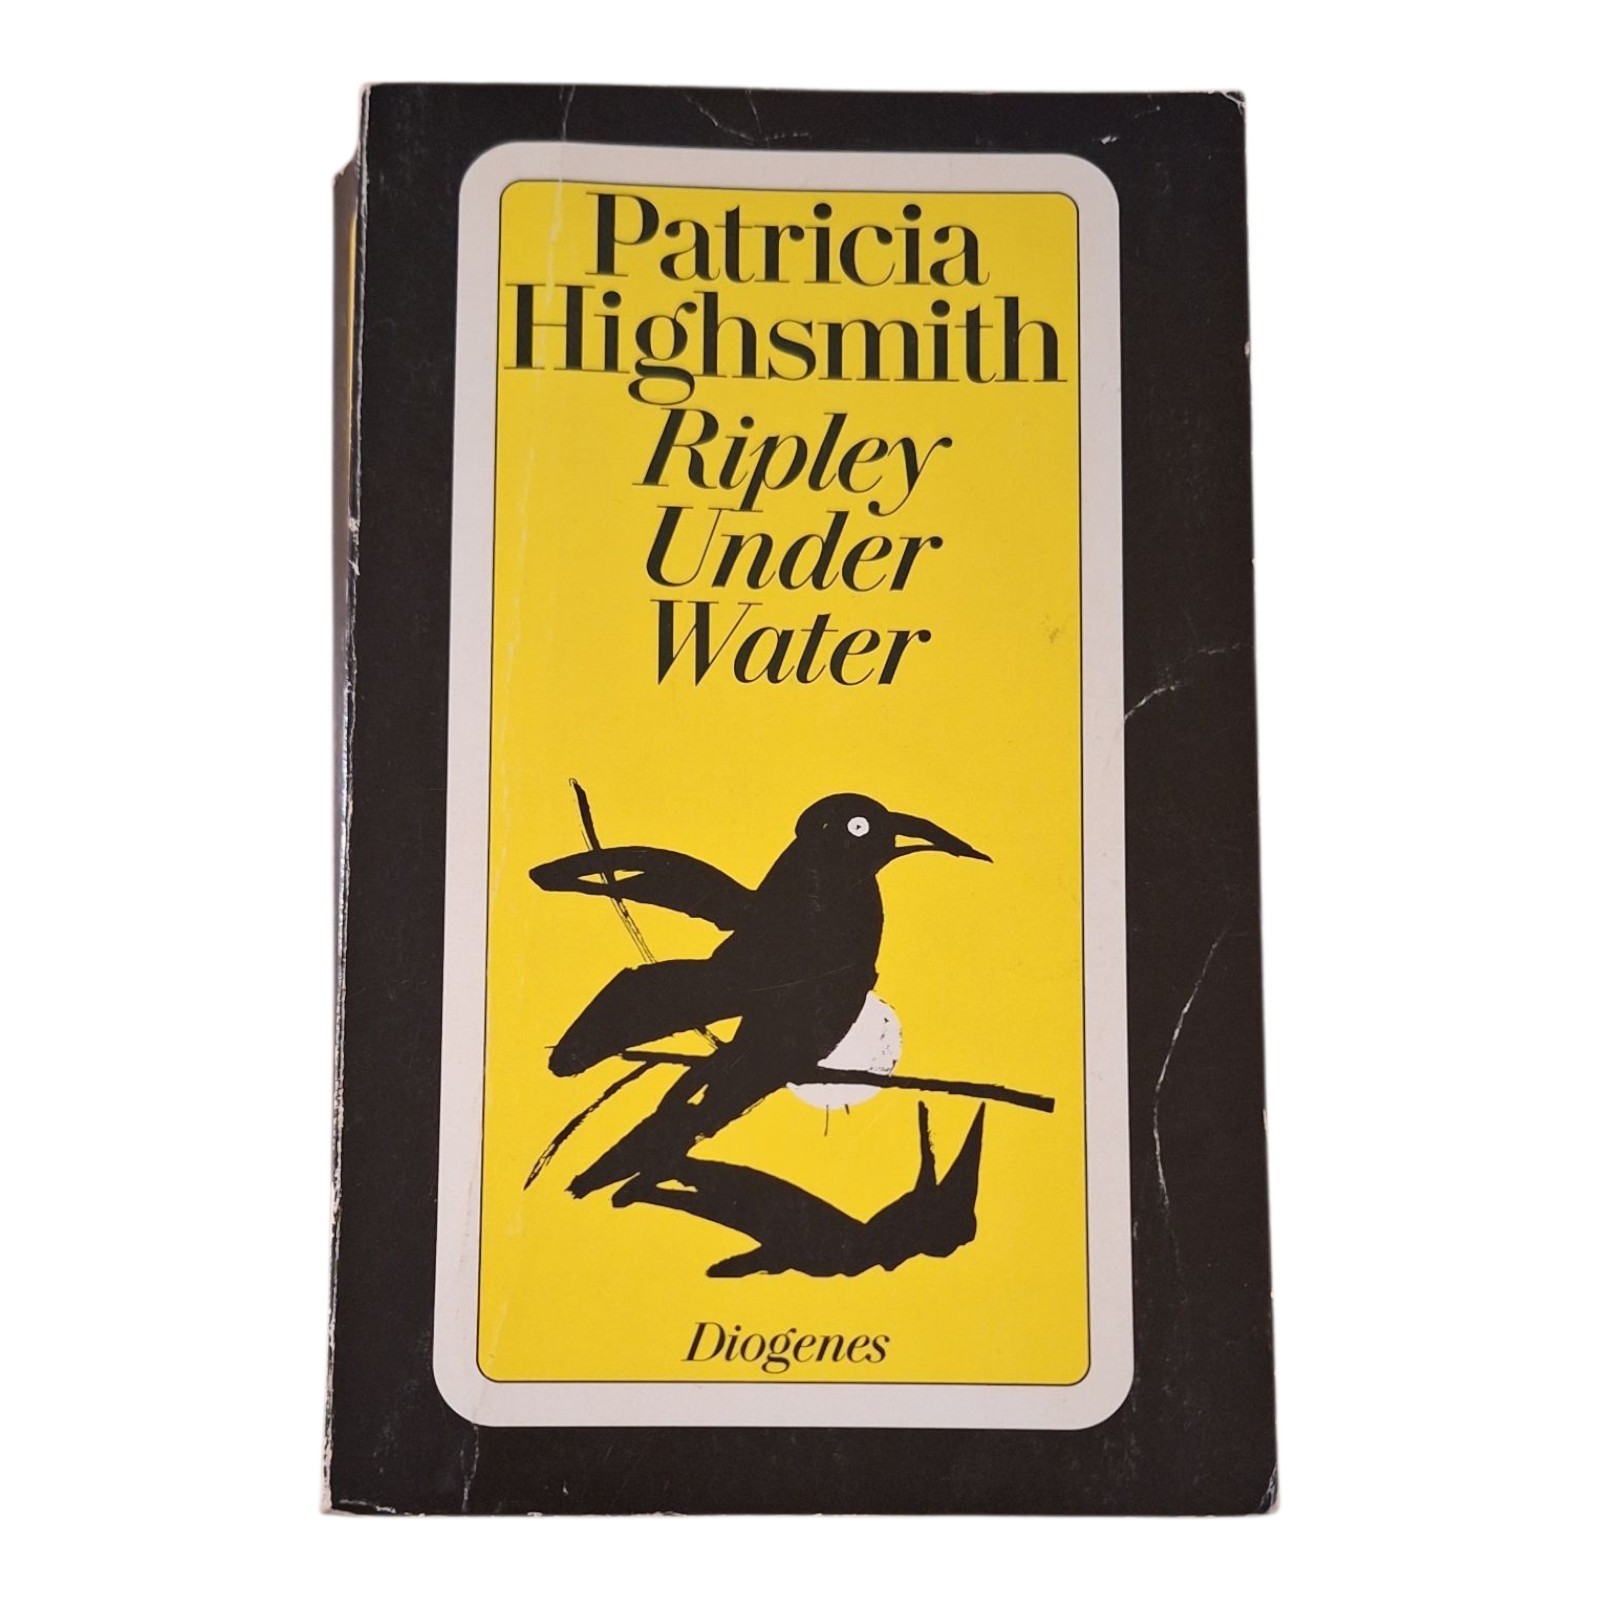 Patricia
Highsmith
Ripley
Under
Water
Diogenes